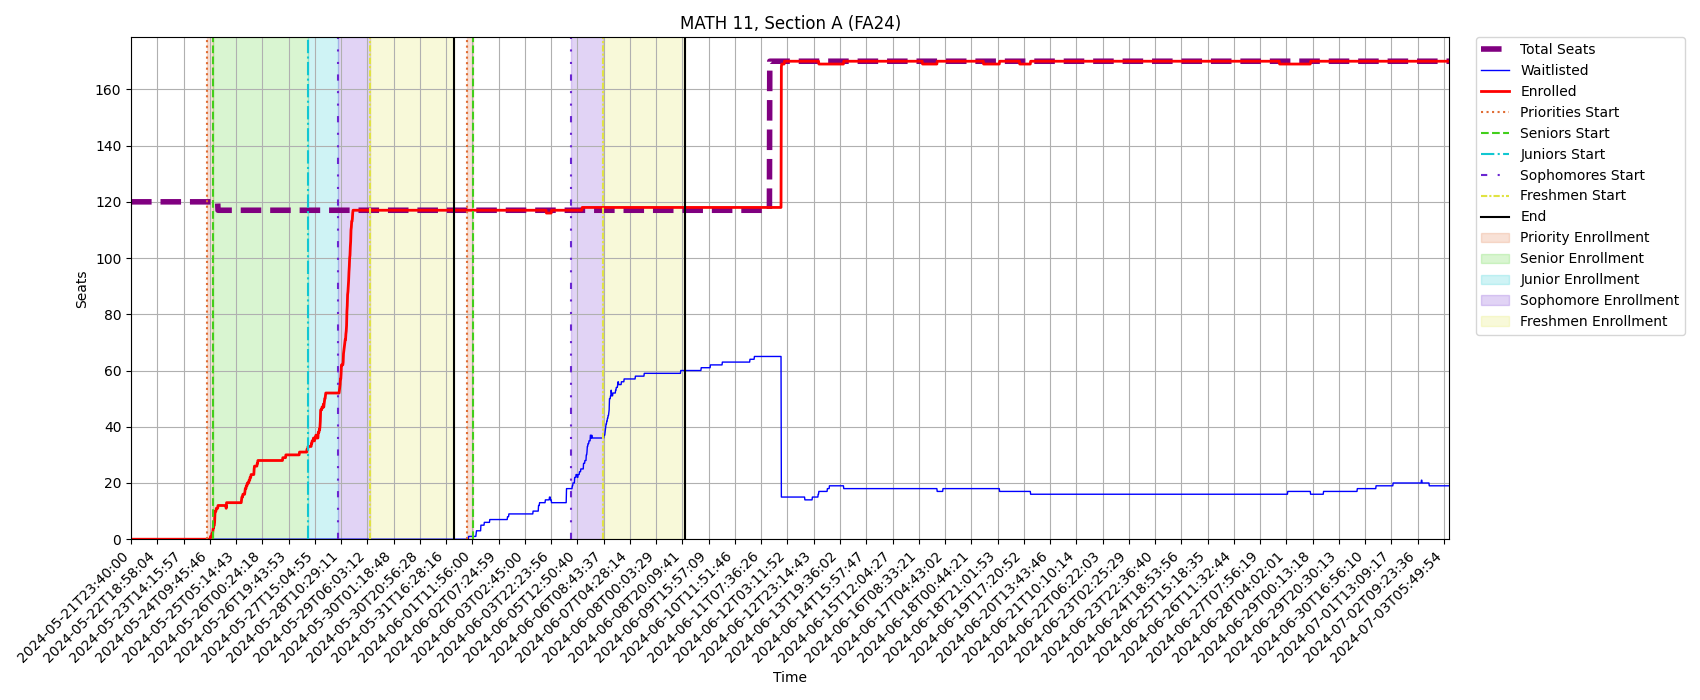 MATH 11, Section A (FA24)
Seats
160
140
120
100
80
60
40
20
0
2024-05-21T23:40:00
2024-05-22T18:58:04
2024-05-23T14:15:57
2024-05-24T09:45:46
2024-05-25T05:14:43
2024-05-26T00:24:18
2024-05-26T19:43:53
2024-05-27T15:04:55
2024-05-28T10:29:11
2024-05-29T06:03:12
2024-05-30T01:18:48
2024-05-30T20:56:28
2024-05-31T16:28:16
2024-06-01T11:56:00
2024-06-02T07:24:59
2024-06-03T02:45:00
2024-06-03T22:23:56
2024-06-05T12:50:40
2024-06-06T08:43:37
2024-06-07T04:28:14
2024-06-08T00:03:29
2024-06-08T20:09:41
2024-06-09T15:57:09
2024-06-10T11:51:46
2024-06-11T07:36:26
2024-06-12T03:11:52
2024-06-12T23:14:43
2024-06-13T19:36:02
2024-06-14T15:57:47
2024-06-15T12:04:27
2024-06-16T08:33:21
2024-06-17T04:43:02
2024-06-18T00:44:21
2024-06-18T21:01:53
2024-06-19T17:20:52
2024-06-20T13:43:46
2024-06-21T10:10:14
2024-06-22T06:22:03
2024-06-23T02:25:29
2024-06-23T22:36:40
2024-06-24T18:53:56
2024-06-25T15:18:35
2024-06-26T11:32:44
2024-06-27T07:56:19
2024-06-28T04:02:01
2024-06-29T00:13:18
2024-06-29T20:30:13
2024-06-30T16:56:10
2024-07-01T13:09:17
2024-07-02T09:23:36
2024-07-03T05:49:54
Time
Total Seats
Waitlisted
Enrolled
Priorities Start
Seniors Start
Juniors Start
Sophomores Start
Freshmen Start
End
Priority Enrollment
Senior Enrollment
Junior Enrollment
Sophomore Enrollment
Freshmen Enrollment